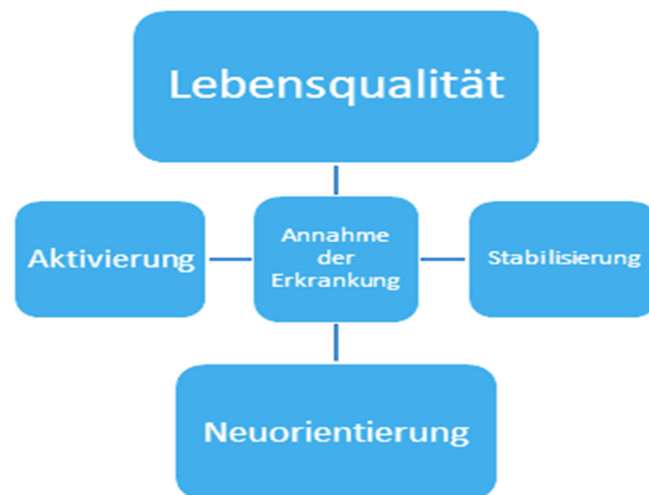 Lebensqualität
Aktivierung
Annahme
der
Erkrankung
Stabilisierung
Neuorientierung